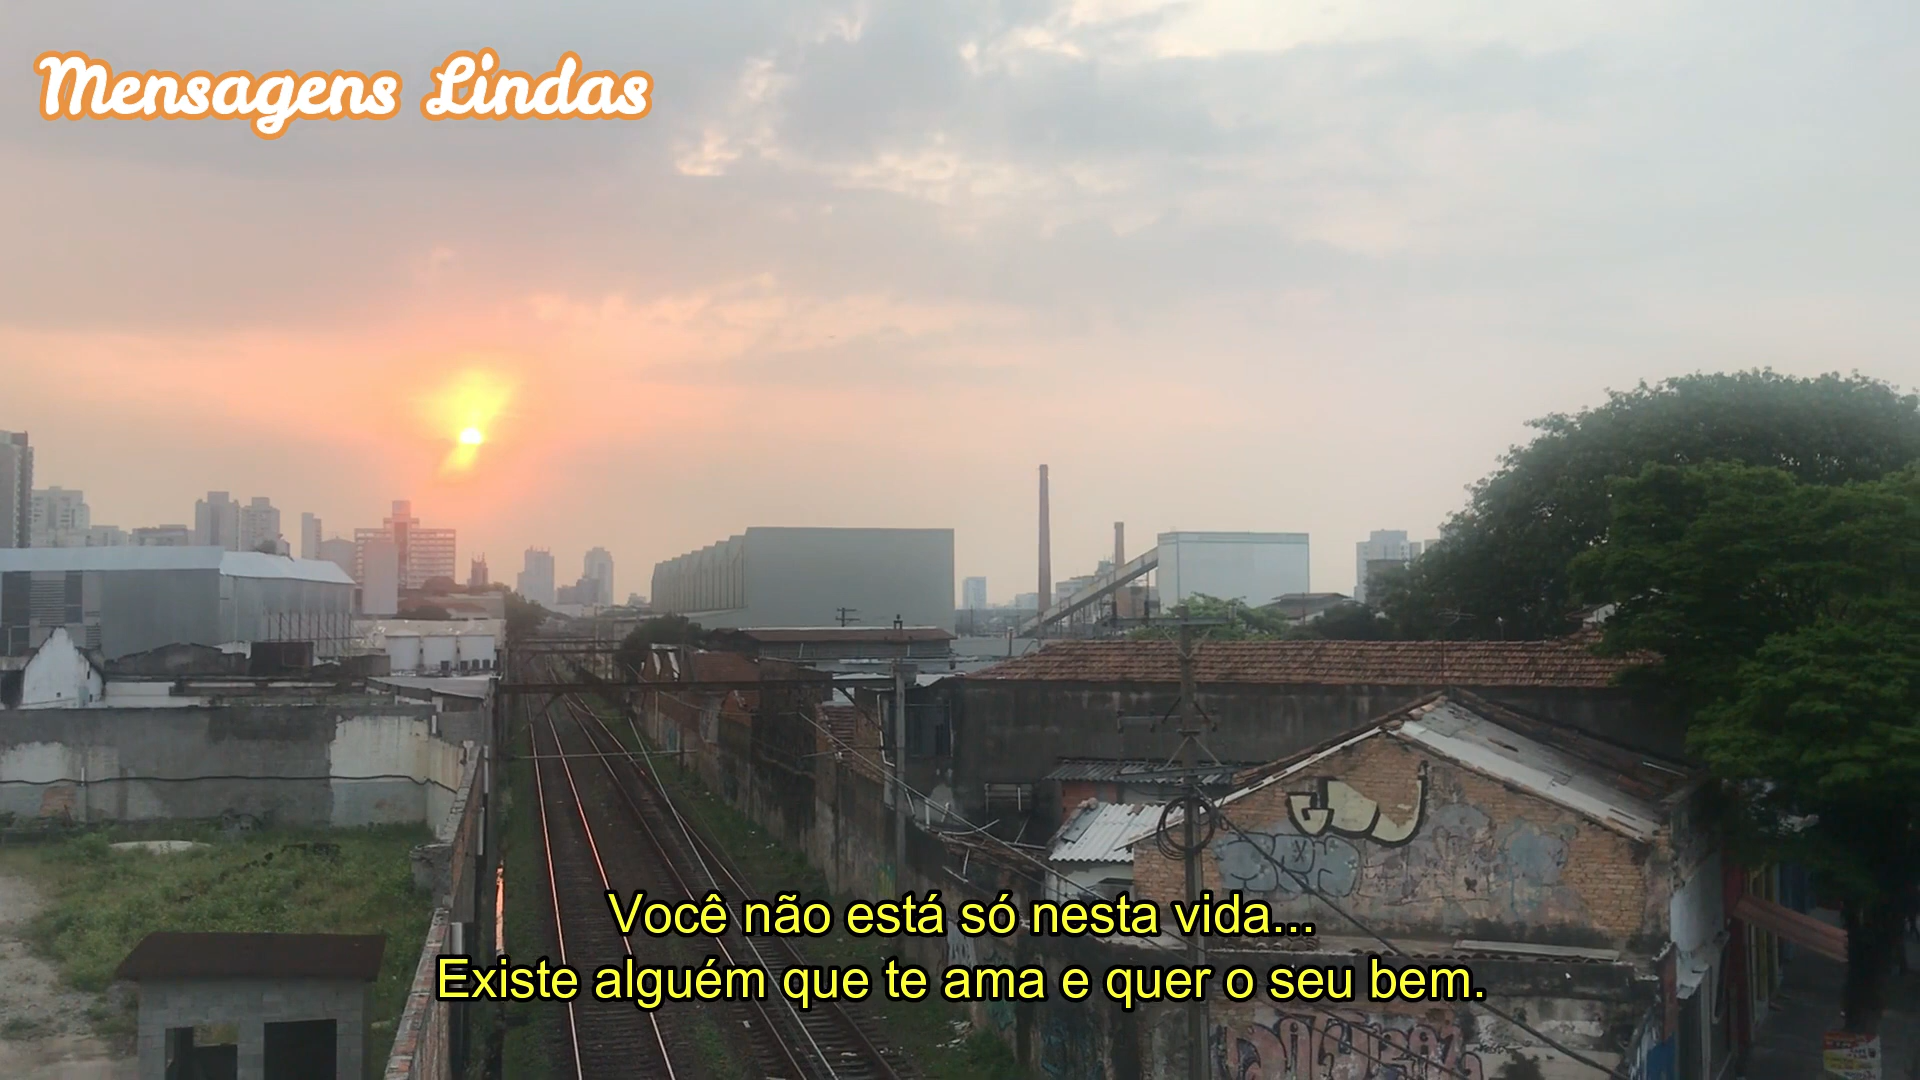 Mensagens Lindas
Você não está só nesta vida...
Existe alguém que te ama e quer o seu bem.